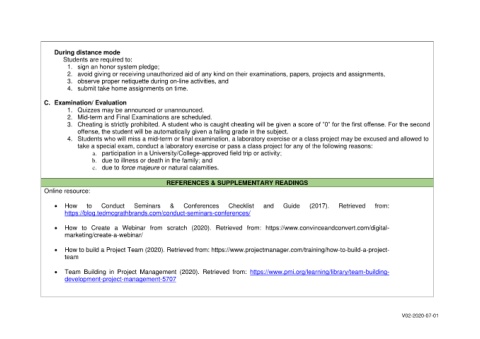 During distance mode
Students are required to:
1. sign an honor system pledge;
2. avoid giving or receiving unauthorized aid of any kind on their examinations, papers, projects and assignments,
3. observe proper netiquette during on-line activities, and
4. submit take home assignments on time.
C. Examination/ Evaluation
1. Quizzes may be announced or unannounced.
2. Mid-term and Final Examinations are scheduled.
3. Cheating is strictly prohibited. A student who is caught cheating will be given a score of "0" for the first offense. For the second
offense, the student will be automatically given a failing grade in the subject.
4. Students who will miss a mid-term or final examination, a laboratory exercise or a class project may be excused and allowed to
take a special exam, conduct a laboratory exercise or pass a class project for any of the following reasons:
a. participation in a University/College-approved field trip or activity;
b. due to illness or death in the family; and
c. due to force majeure or natural calamities.
REFERENCES & SUPPLEMENTARY READINGS
Online resource:
• How to Conduct Seminars & Conferences Checklist and Guide (2017). Retrieved from:
https://blog.tedmcgrathbrands.com/conduct-seminars-conferences/
• How to Create a Webinar from scratch (2020). Retrieved from: https://www.convinceandconvert.com/digital-
marketing/create-a-webinar/
• How to build a Project Team (2020). Retrieved from: https://www.projectmanager.com/training/how-to-build-a-project-
team
• Team Building in Project Management (2020). Retrieved from: https://www.pmi.org/learning/library/team-building-
development-project-management-5707
V02-2020-07-01